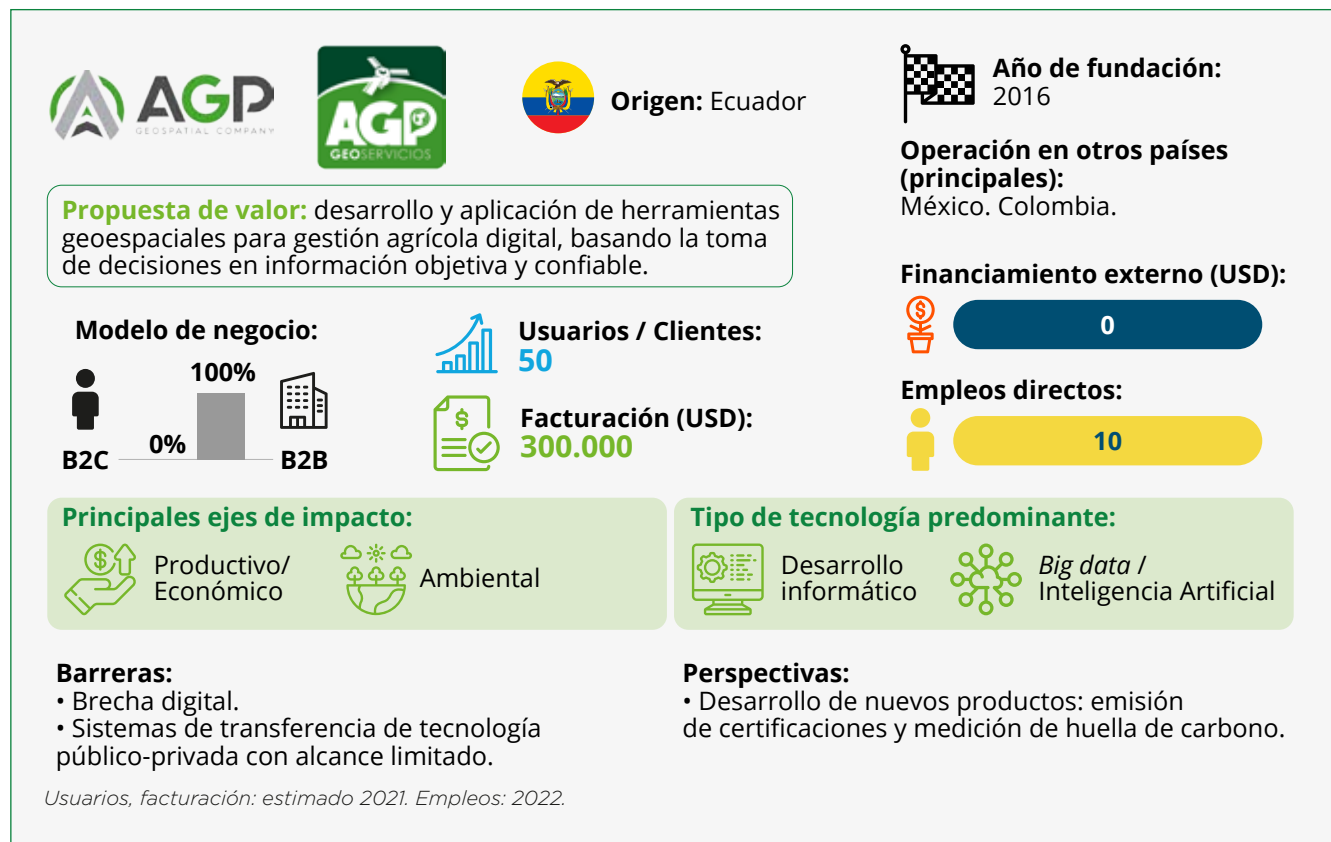 AGP
GEOSPATIAL COMPANY
AGP
GEOSERVICIOS
Origen: Ecuador
Año de fundación:
2016
Operación en otros países
(principales):
México. Colombia.
Propuesta de valor: desarrollo y aplicación de herramientas
geoespaciales para gestión agrícola digital, basando la toma
de decisiones en información objetiva y confiable.
Financiamiento externo (USD):
0
Modelo de negocio:
100%
0%
B2C
B2B
Usuarios / Clientes:
50
Facturación (USD):
300.000
Empleos directos:
10
Principales ejes de impacto:
Productivo/
Económico
Ambiental
Tipo de tecnología predominante:
Desarrollo
informático
Big data /
Inteligencia Artificial
Barreras:
• Brecha digital.
• Sistemas de transferencia de tecnología
público-privada con alcance limitado.
Perspectivas:
• Desarrollo de nuevos productos: emisión
de certificaciones y medición de huella de carbono.
Usuarios, facturación: estimado 2021. Empleos: 2022.